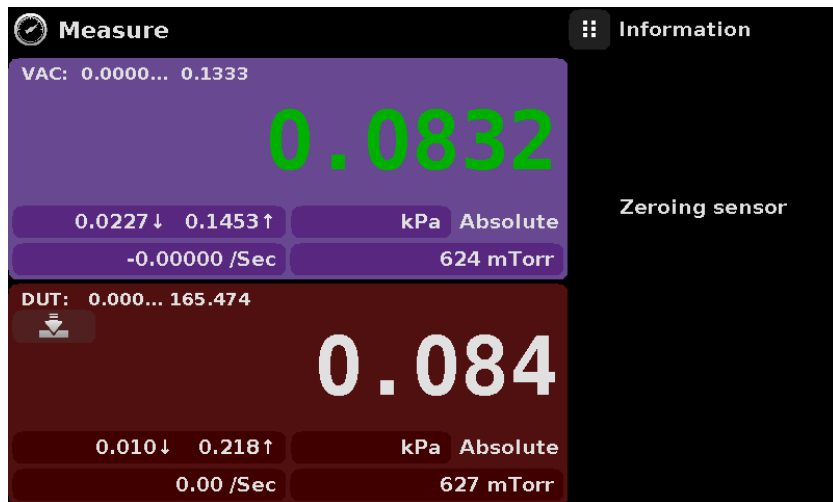 Measure
Information
VAC: 0.0000... 0.1333
0.0832
0.0227↓ 0.1453↑ kPa Absolute
-0.00000 /Sec 624 mTorr
Zeroing sensor
DUT: 0.000... 165.474
0.084
0.010↓ 0.218↑ kPa Absolute
0.00 /Sec 627 mTorr